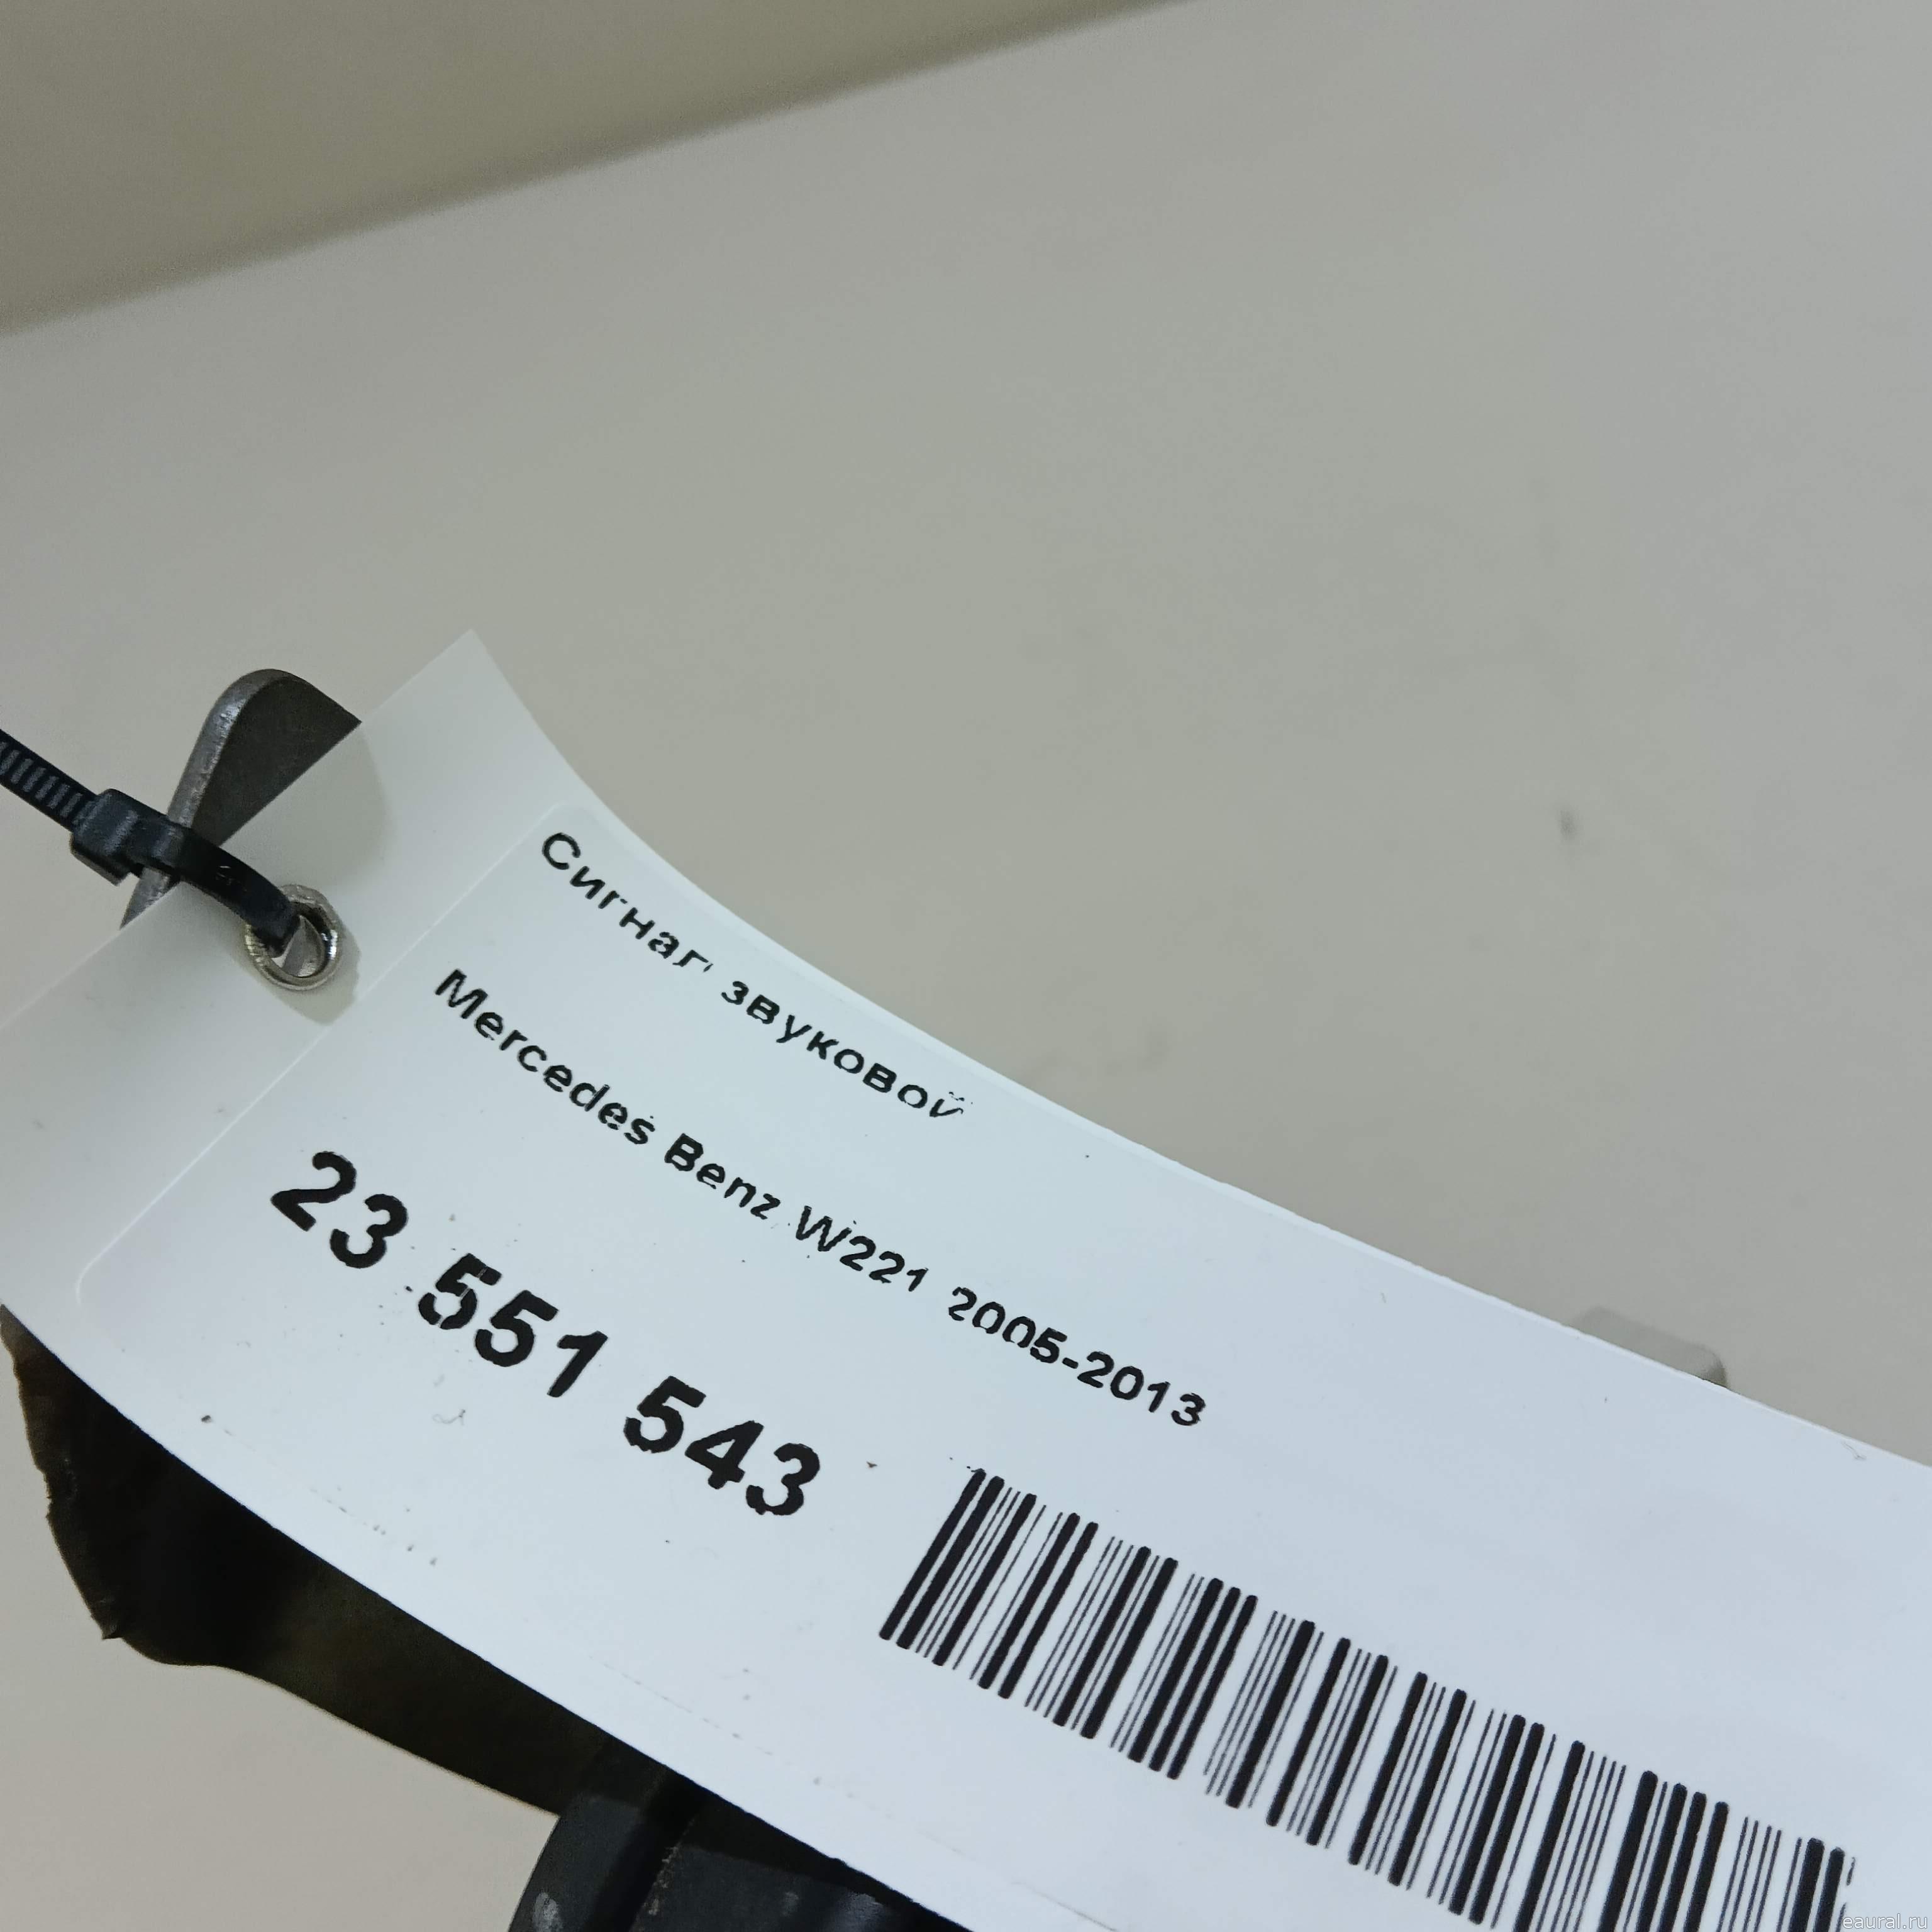 Сигнал звуковой
Mercedes Benz W221 2005-2013
23 551 543
eaural.ru